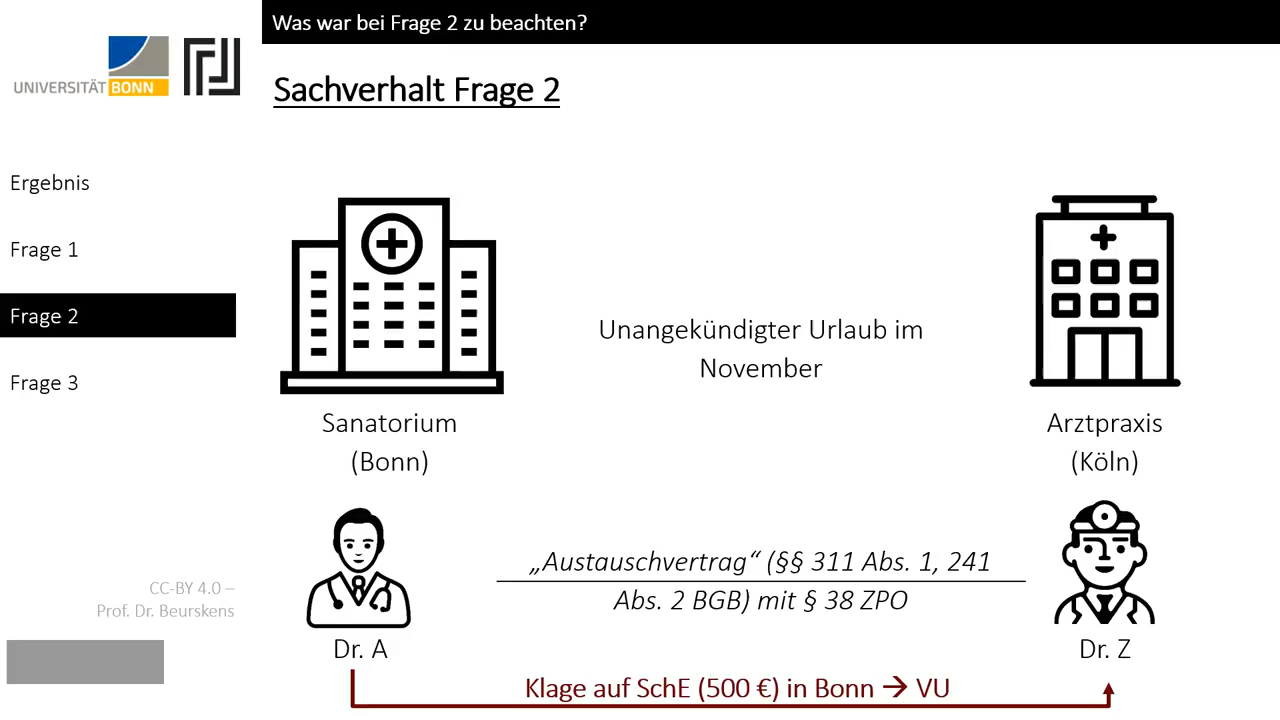 Was war bei Frage 2 zu beachten?
UNIVERSITÄT BONN
Sachverhalt Frage 2
Ergebnis
Frage 1
Frage 2
Frage 3
Unangekündigter Urlaub im
November
Sanatorium
(Bonn)
Arztpraxis
(Köln)
„Austauschvertrag“ (§§ 311 Abs. 1, 241
Abs. 2 BGB) mit § 38 ZPO
CC-BY 4.0 –
Prof. Dr. Beurskens
Dr. A
Dr. Z
Klage auf SchE (500 €) in Bonn → VU